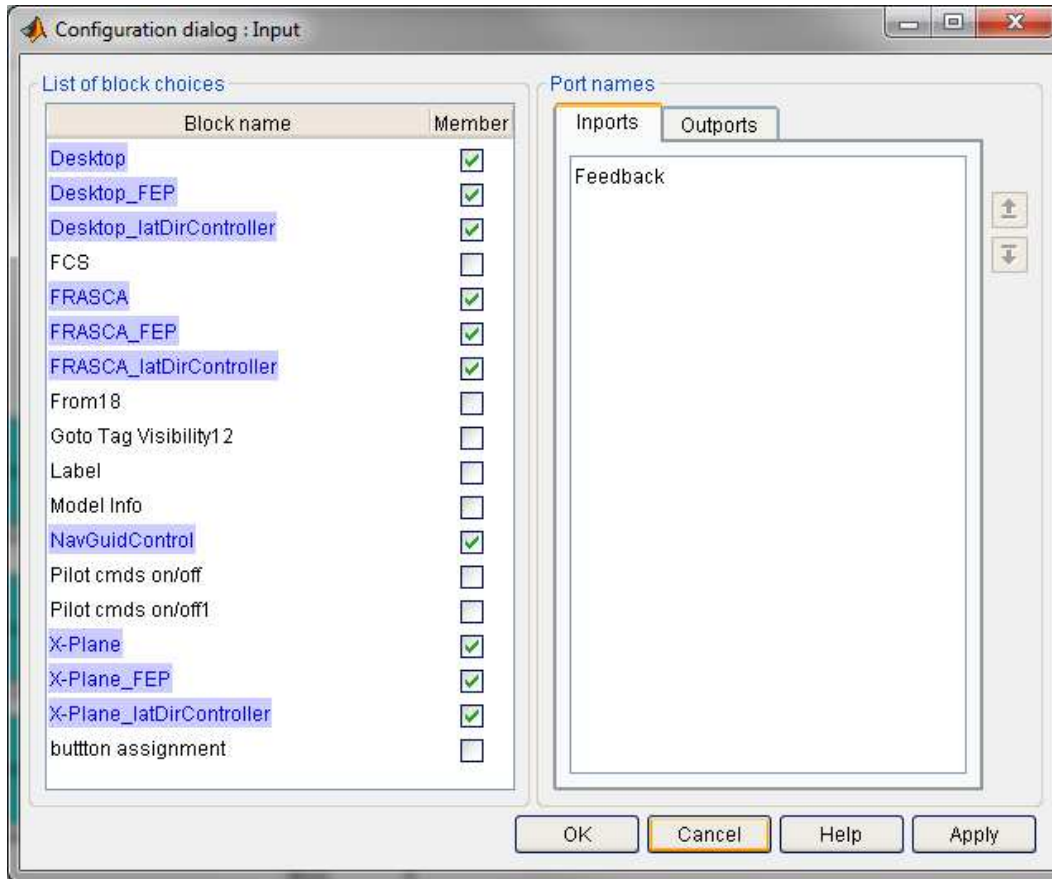 Configuration dialog : Input
List of block choices
Block name Member
Desktop
Desktop_FEP
Desktop_latDirController
FCS
FRASCA
FRASCA_FEP
FRASCA_latDirController
From18
Goto Tag Visibility12
Label
Model Info
NavGuidControl
Pilot cmds on/off
Pilot cmds on/off1
X-Plane
X-Plane_FEP
X-Plane_latDirController
buttton assignment
Port names
Inports Outports
Feedback
OK Cancel Help Apply